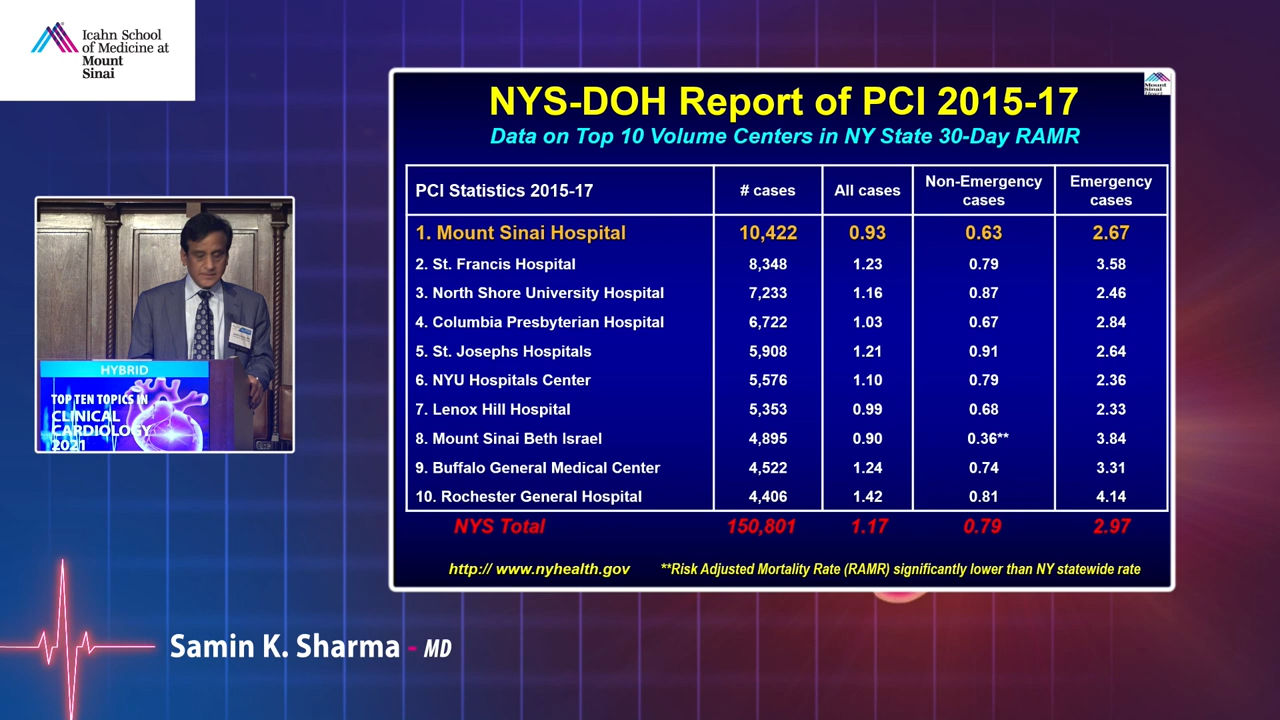 Icahn School
of Medicine at
Mount
Sinai
NYS-DOH Report of PCI 2015-17
Mount
Sinai
Heart
Data on Top 10 Volume Centers in NY State 30-Day RAMR
PCI Statistics 2015-17 # cases All cases Non-Emergency cases Emergency cases
1. Mount Sinai Hospital 10,422 0.93 0.63 2.67
2. St. Francis Hospital 8,348 1.23 0.79 3.58
3. North Shore University Hospital 7,233 1.16 0.87 2.46
4. Columbia Presbyterian Hospital 6,722 1.03 0.67 2.84
5. St. Josephs Hospitals 5,908 1.21 0.91 2.64
6. NYU Hospitals Center 5,576 1.10 0.79 2.36
7. Lenox Hill Hospital 5,353 0.99 0.68 2.33
8. Mount Sinai Beth Israel 4,895 0.90 0.36** 3.84
9. Buffalo General Medical Center 4,522 1.24 0.74 3.31
10. Rochester General Hospital 4,406 1.42 0.81 4.14
NYS Total 150,801 1.17 0.79 2.97
http:// www.nyhealth.gov **Risk Adjusted Mortality Rate (RAMR) significantly lower than NY statewide rate
HYBRID
TOP TEN TOPICS IN
CLINICAL
CARDIOLOGY
2021
Samin K. Sharma - MD